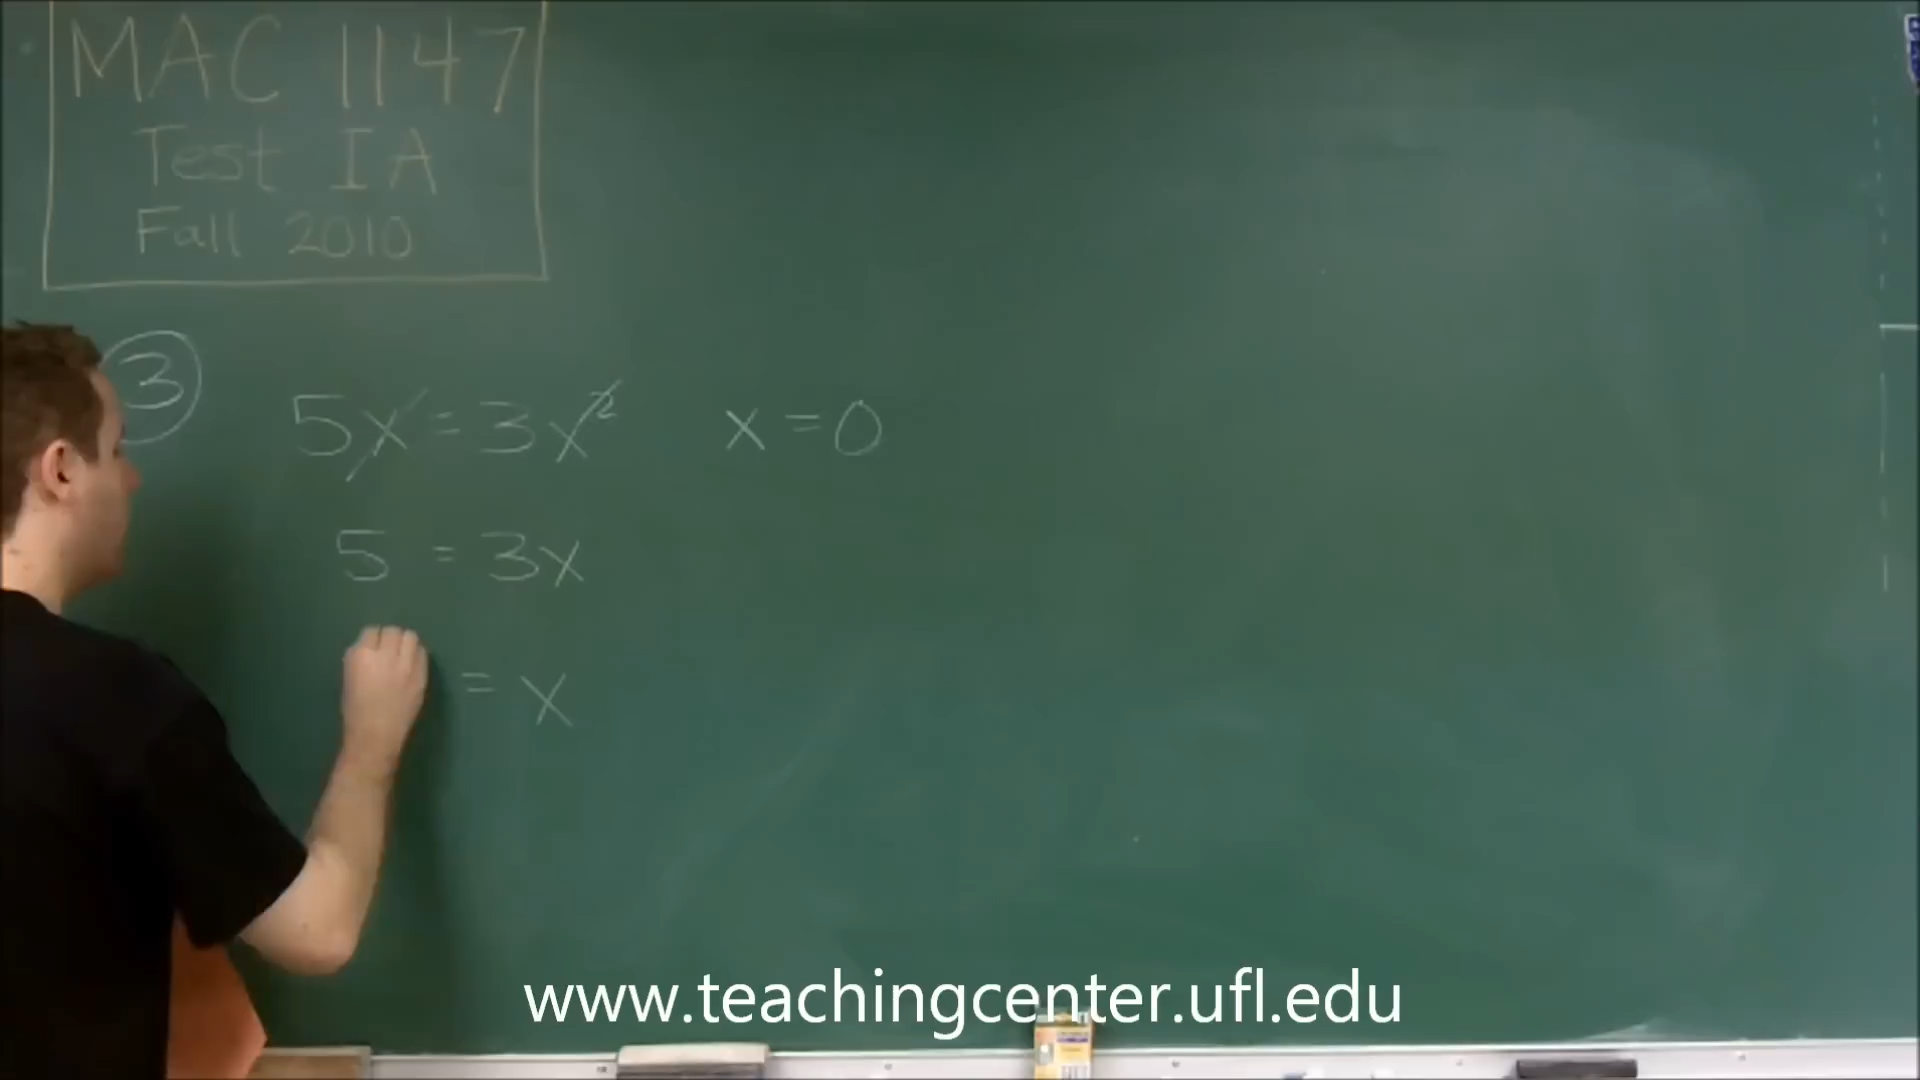 MAC 1147
Test IA
Fall 2010
3
5x = 3x² x = 0
5 = 3x
= x
www.teachingcenter.ufl.edu